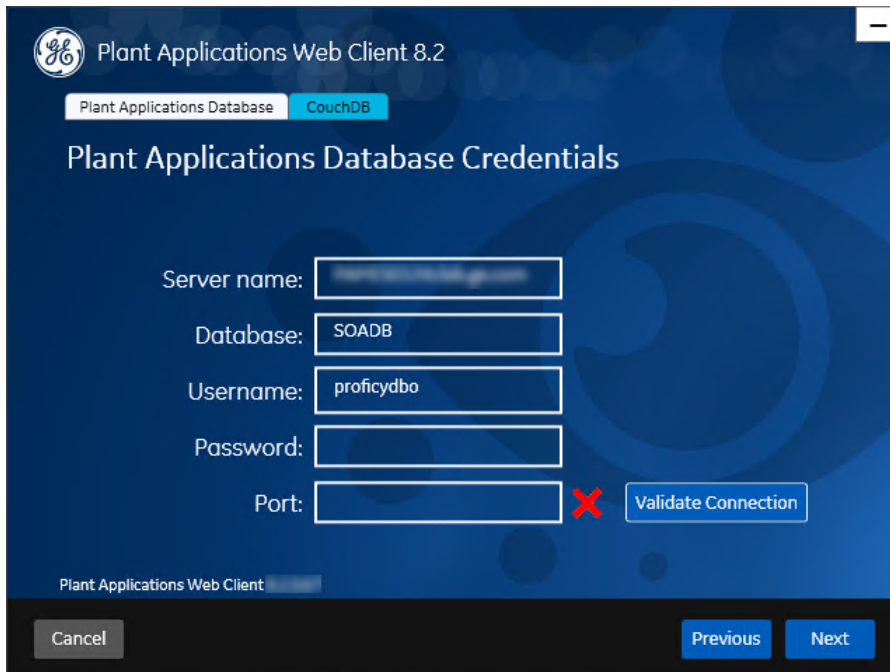 Plant Applications Web Client 8.2
Plant Applications Database CouchDB
Plant Applications Database Credentials
Server name:
Database: SOADB
Username: proficydbo
Password:
Port: Validate Connection
Plant Applications Web Client
Cancel Previous Next